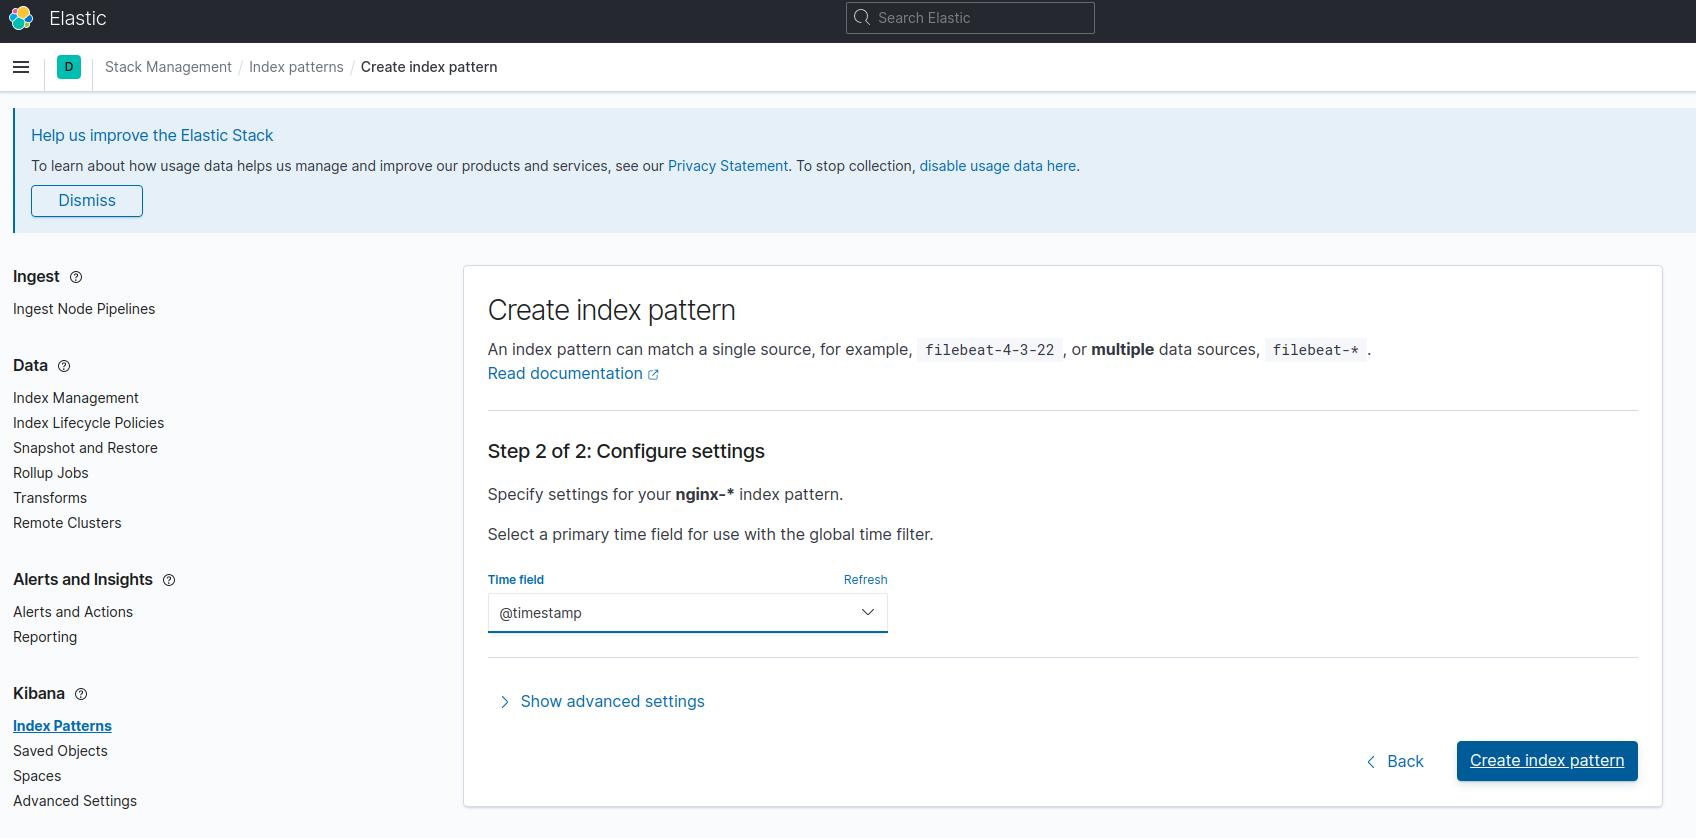 Elastic
Search Elastic
D
Stack Management / Index patterns / Create index pattern
Help us improve the Elastic Stack
To learn about how usage data helps us manage and improve our products and services, see our Privacy Statement. To stop collection, disable usage data here.
Dismiss
Ingest
Ingest Node Pipelines
Data
Index Management
Index Lifecycle Policies
Snapshot and Restore
Rollup Jobs
Transforms
Remote Clusters
Alerts and Insights
Alerts and Actions
Reporting
Kibana
Index Patterns
Saved Objects
Spaces
Advanced Settings
Create index pattern
An index pattern can match a single source, for example, filebeat-4-3-22 , or multiple data sources, filebeat-* .
Read documentation
Step 2 of 2: Configure settings
Specify settings for your nginx-* index pattern.
Select a primary time field for use with the global time filter.
Time field Refresh
@timestamp
Show advanced settings
Back Create index pattern